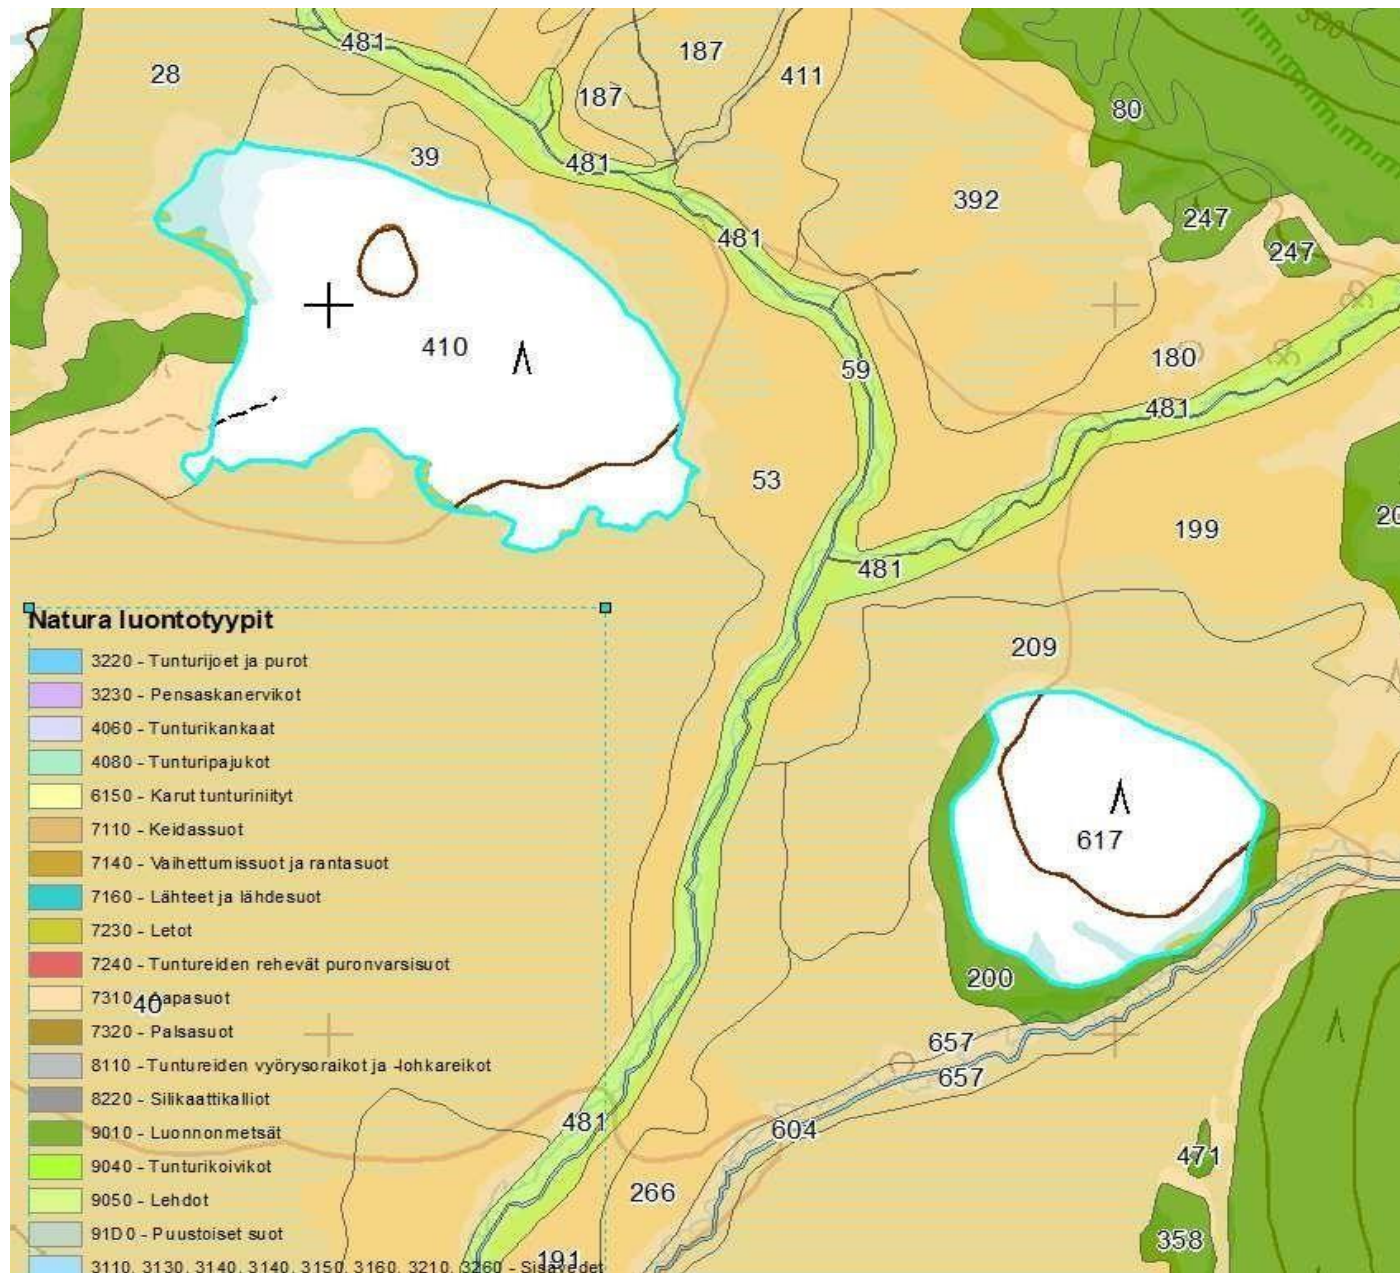 300
481
187
28
411
187
80
39
481
392
247
481
247
410
180
59
481
53
199
20
481
209
Natura luontotyypit
3220 - Tunturijoet ja purot
3230 - Pensaskanervikot
4060 - Tunturikankaat
4080 - Tunturipajukot
6150 - Karut tunturiniityt
7110 - Keidassuot
7140 - Vaihettumissuot ja rantasuot
7160 - Lähteet ja lähdesuot
7230 - Letot
7240 - Tuntureiden rehevät puronvarsisuot
7310 - Aapasuot
40
7320 - Palsasuot
8110 - Tuntureiden vyörysoraikot ja -lohkareikot
8220 - Silikaattikalliot
9010 - Luonnonmetsät
9040 - Tunturikoivikot
9050 - Lehdot
91D0 - Puustoiset suot
3110, 3130, 3140, 3140, 3150, 3160, 3210, 3260 - Sisävedet
617
200
657
657
481
604
471
266
358
191